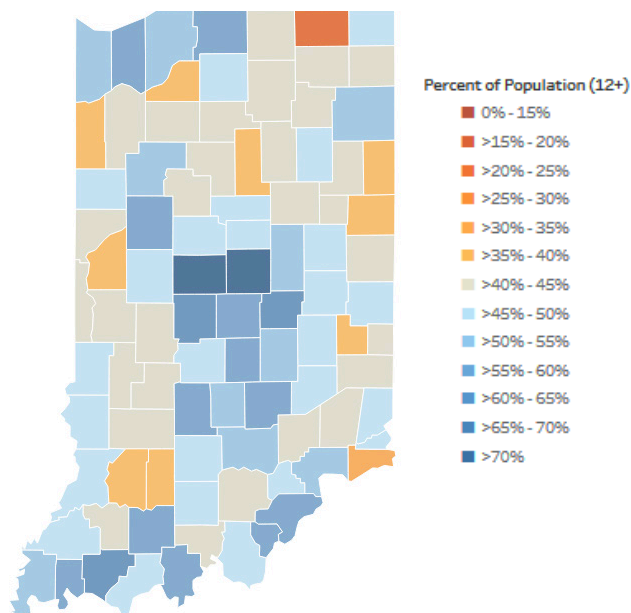 Percent of Population (12+)
0% - 15%
>15% - 20%
>20% - 25%
>25% - 30%
>30% - 35%
>35% - 40%
>40% - 45%
>45% - 50%
>50% - 55%
>55% - 60%
>60% - 65%
>65% - 70%
>70%